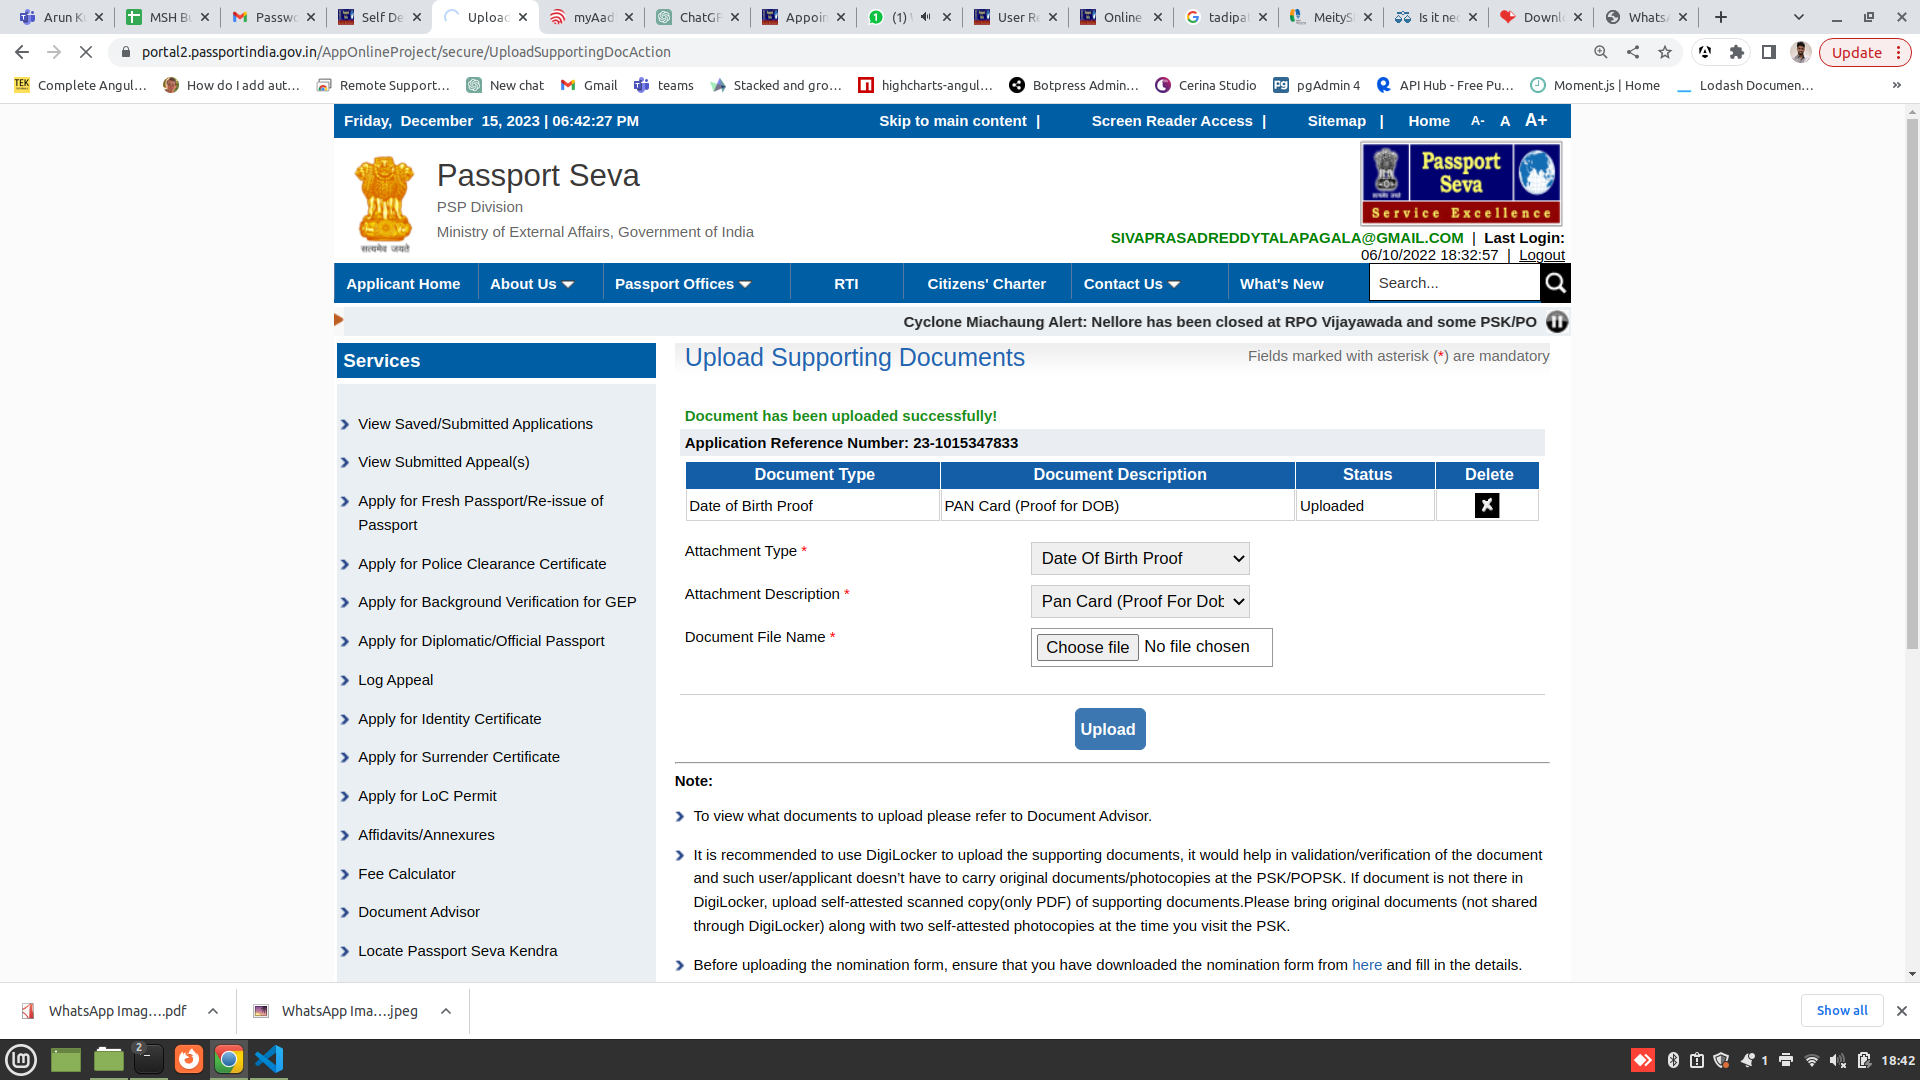 Arun Ku
MSH Bu
Passwo
Self De
Upload
myAad
ChatGP
Appoin
(1)
User Re
Online
tadipa
MeitySt
Is it nec
Downl
WhatsA
portal2.passportindia.gov.in/AppOnlineProject/secure/UploadSupportingDocAction
Update
Complete Angul...
How do I add aut...
Remote Support...
New chat
Gmail
teams
Stacked and gro...
highcharts-angul...
Botpress Admin...
Cerina Studio
pgAdmin 4
API Hub - Free Pu...
Moment.js | Home
Lodash Documen...
Friday, December 15, 2023 | 06:42:27 PM
Skip to main content |
Screen Reader Access |
Sitemap |
Home
A-
A
A+
सत्यमेव जयते
Passport Seva
PSP Division
Ministry of External Affairs, Government of India
Passport
Seva
Service Excellence
SIVAPRASADREDDYTALAPAGALA@GMAIL.COM | Last Login:
06/10/2022 18:32:57 | Logout
Applicant Home
About Us
Passport Offices
RTI
Citizens' Charter
Contact Us
What's New
Search...
Cyclone Miachaung Alert: Nellore has been closed at RPO Vijayawada and some PSK/PO
Services
View Saved/Submitted Applications
View Submitted Appeal(s)
Apply for Fresh Passport/Re-issue of
Passport
Apply for Police Clearance Certificate
Apply for Background Verification for GEP
Apply for Diplomatic/Official Passport
Log Appeal
Apply for Identity Certificate
Apply for Surrender Certificate
Apply for LoC Permit
Affidavits/Annexures
Fee Calculator
Document Advisor
Locate Passport Seva Kendra
Upload Supporting Documents
Fields marked with asterisk (*) are mandatory
Document has been uploaded successfully!
Application Reference Number: 23-1015347833
Document Type
Document Description
Status
Delete
Date of Birth Proof
PAN Card (Proof for DOB)
Uploaded
Attachment Type *
Date Of Birth Proof
Attachment Description *
Pan Card (Proof For Dob
Document File Name *
Choose file No file chosen
Upload
Note:
To view what documents to upload please refer to Document Advisor.
It is recommended to use DigiLocker to upload the supporting documents, it would help in validation/verification of the document
and such user/applicant doesn't have to carry original documents/photocopies at the PSK/POPSK. If document is not there in
DigiLocker, upload self-attested scanned copy(only PDF) of supporting documents.Please bring original documents (not shared
through DigiLocker) along with two self-attested photocopies at the time you visit the PSK.
Before uploading the nomination form, ensure that you have downloaded the nomination form from here and fill in the details.
WhatsApp Imag....pdf
WhatsApp Ima....jpeg
Show all
2
1
18:42